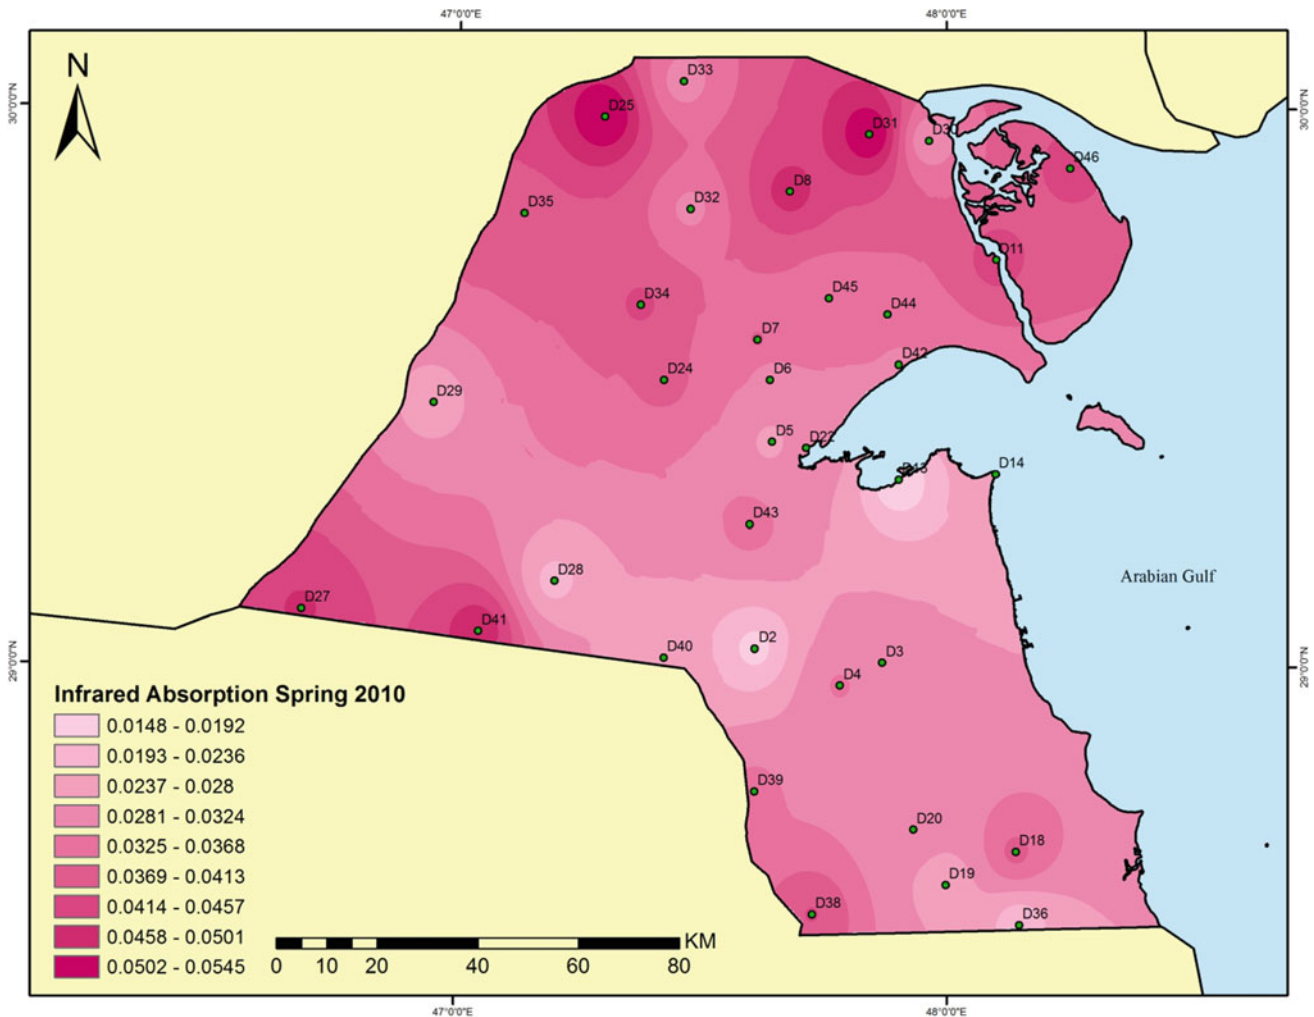 47°0'0"E
48°0'0"E
N
30°0'0"N
30°0'0"N
D33
D25
D31
D30
D46
D8
D35
D32
D11
D34
D45
D44
D7
D42
D24
D6
D29
D5
D22
D13
D14
D43
D28
Arabian Gulf
D27
D41
D40
D2
D3
D4
29°0'0"N
29°0'0"N
Infrared Absorption Spring 2010
0.0148 - 0.0192
0.0193 - 0.0236
0.0237 - 0.028
0.0281 - 0.0324
0.0325 - 0.0368
0.0369 - 0.0413
0.0414 - 0.0457
0.0458 - 0.0501
0.0502 - 0.0545
D39
D20
D18
D19
D38
D36
KM
0 10 20 40 60 80
47°0'0"E
48°0'0"E